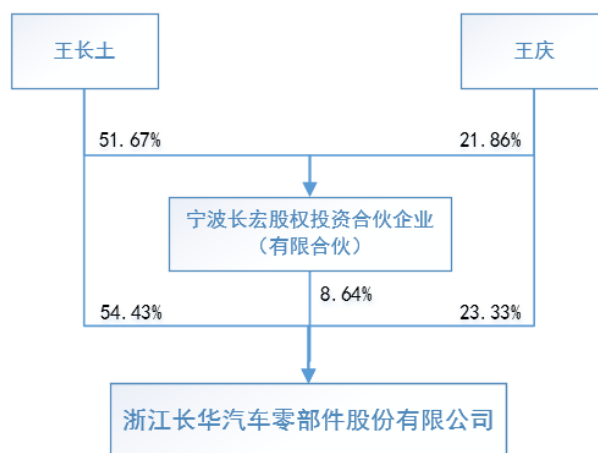 王长土
王庆
51.67%
21.86%
宁波长宏股权投资合伙企业
（有限合伙）
8.64%
54.43%
23.33%
浙江长华汽车零部件股份有限公司